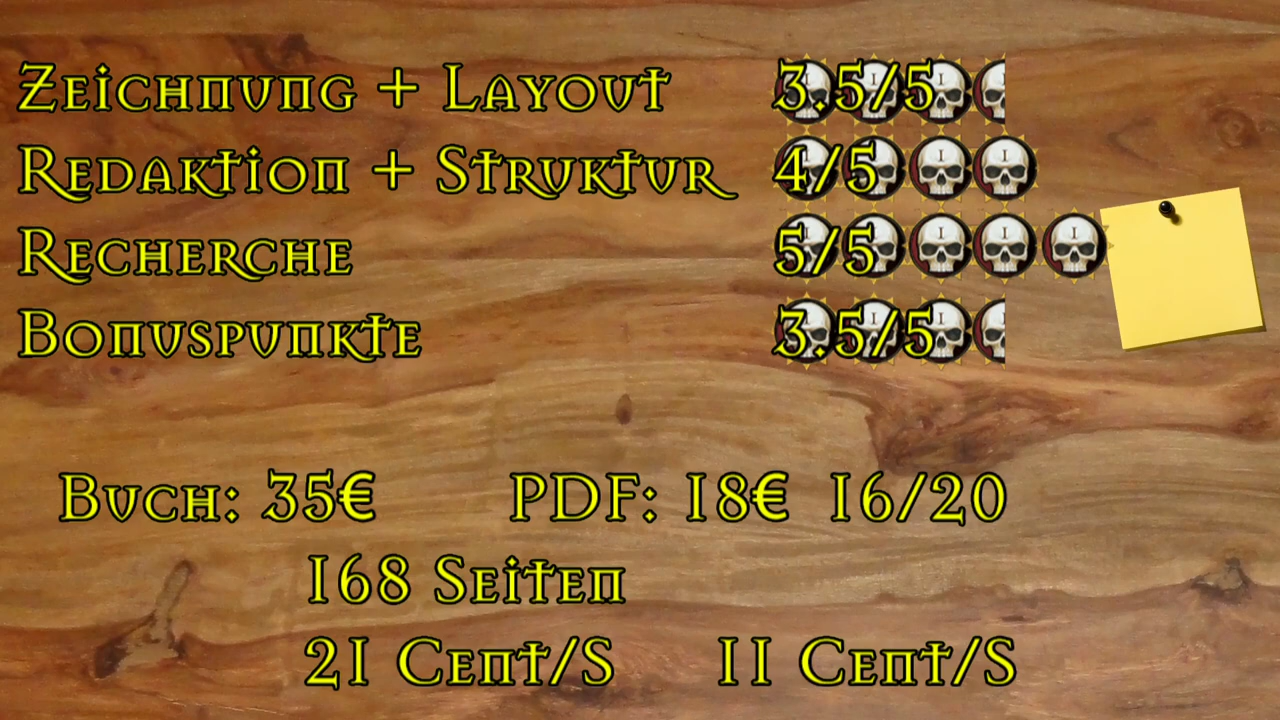 Zeichnung + Layout 3.5/5
Redaktion + Struktur 4/5
Recherche 5/5
Bonuspunkte 3.5/5
Buch: 35€ PDF: 18€ 16/20
168 Seiten
21 Cent/S 11 Cent/S